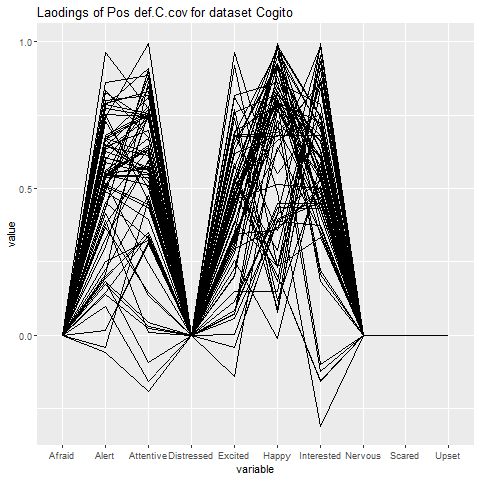 Laodings of Pos def.C.cov for dataset Cogito
1.0
0.5
0.0
value
Afraid Alert Attentive Distressed Excited Happy Interested Nervous Scared Upset
variable